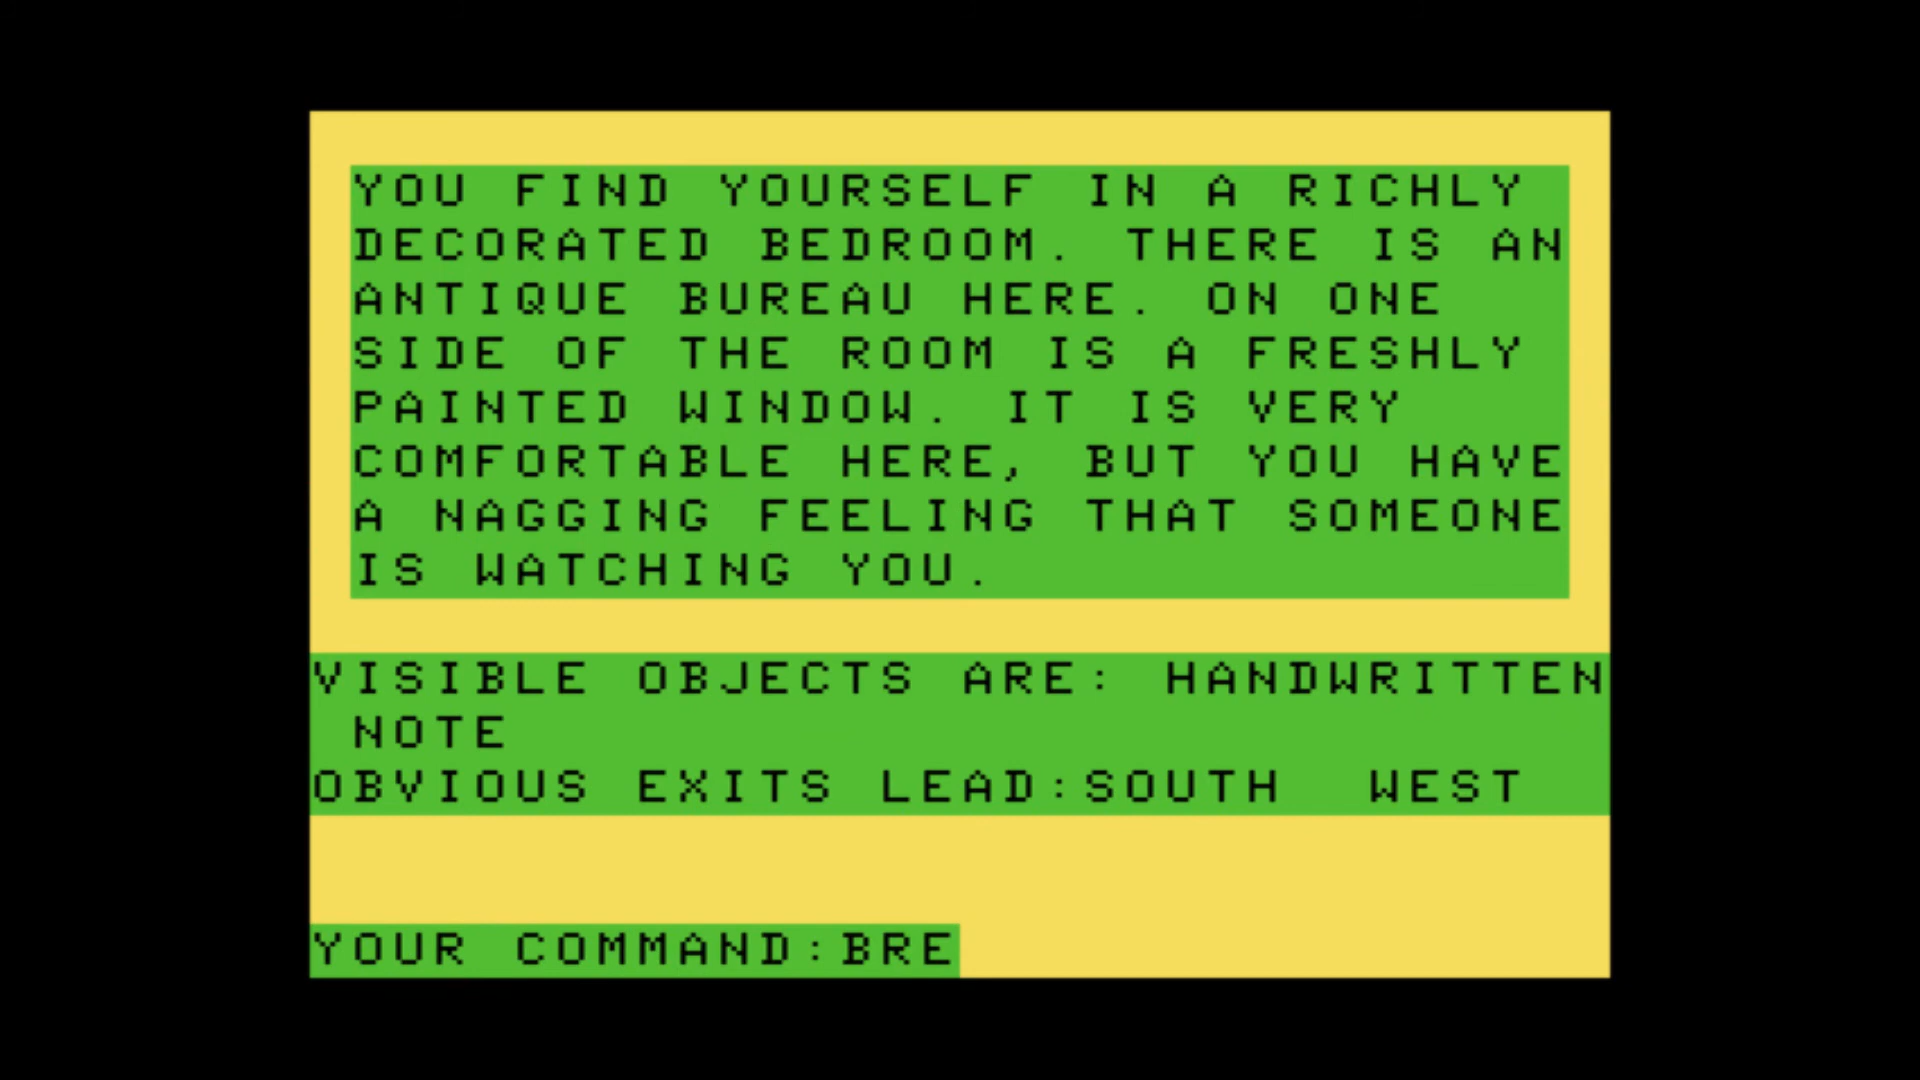 YOU FIND YOURSELF IN A RICHLY
DECORATED BEDROOM. THERE IS AN
ANTIQUE BUREAU HERE. ON ONE
SIDE OF THE ROOM IS A FRESHLY
PAINTED WINDOW. IT IS VERY
COMFORTABLE HERE, BUT YOU HAVE
A NAGGING FEELING THAT SOMEONE
IS WATCHING YOU.
VISIBLE OBJECTS ARE: HANDWRITTEN
NOTE
OBVIOUS EXITS LEAD:SOUTH WEST
YOUR COMMAND:BRE